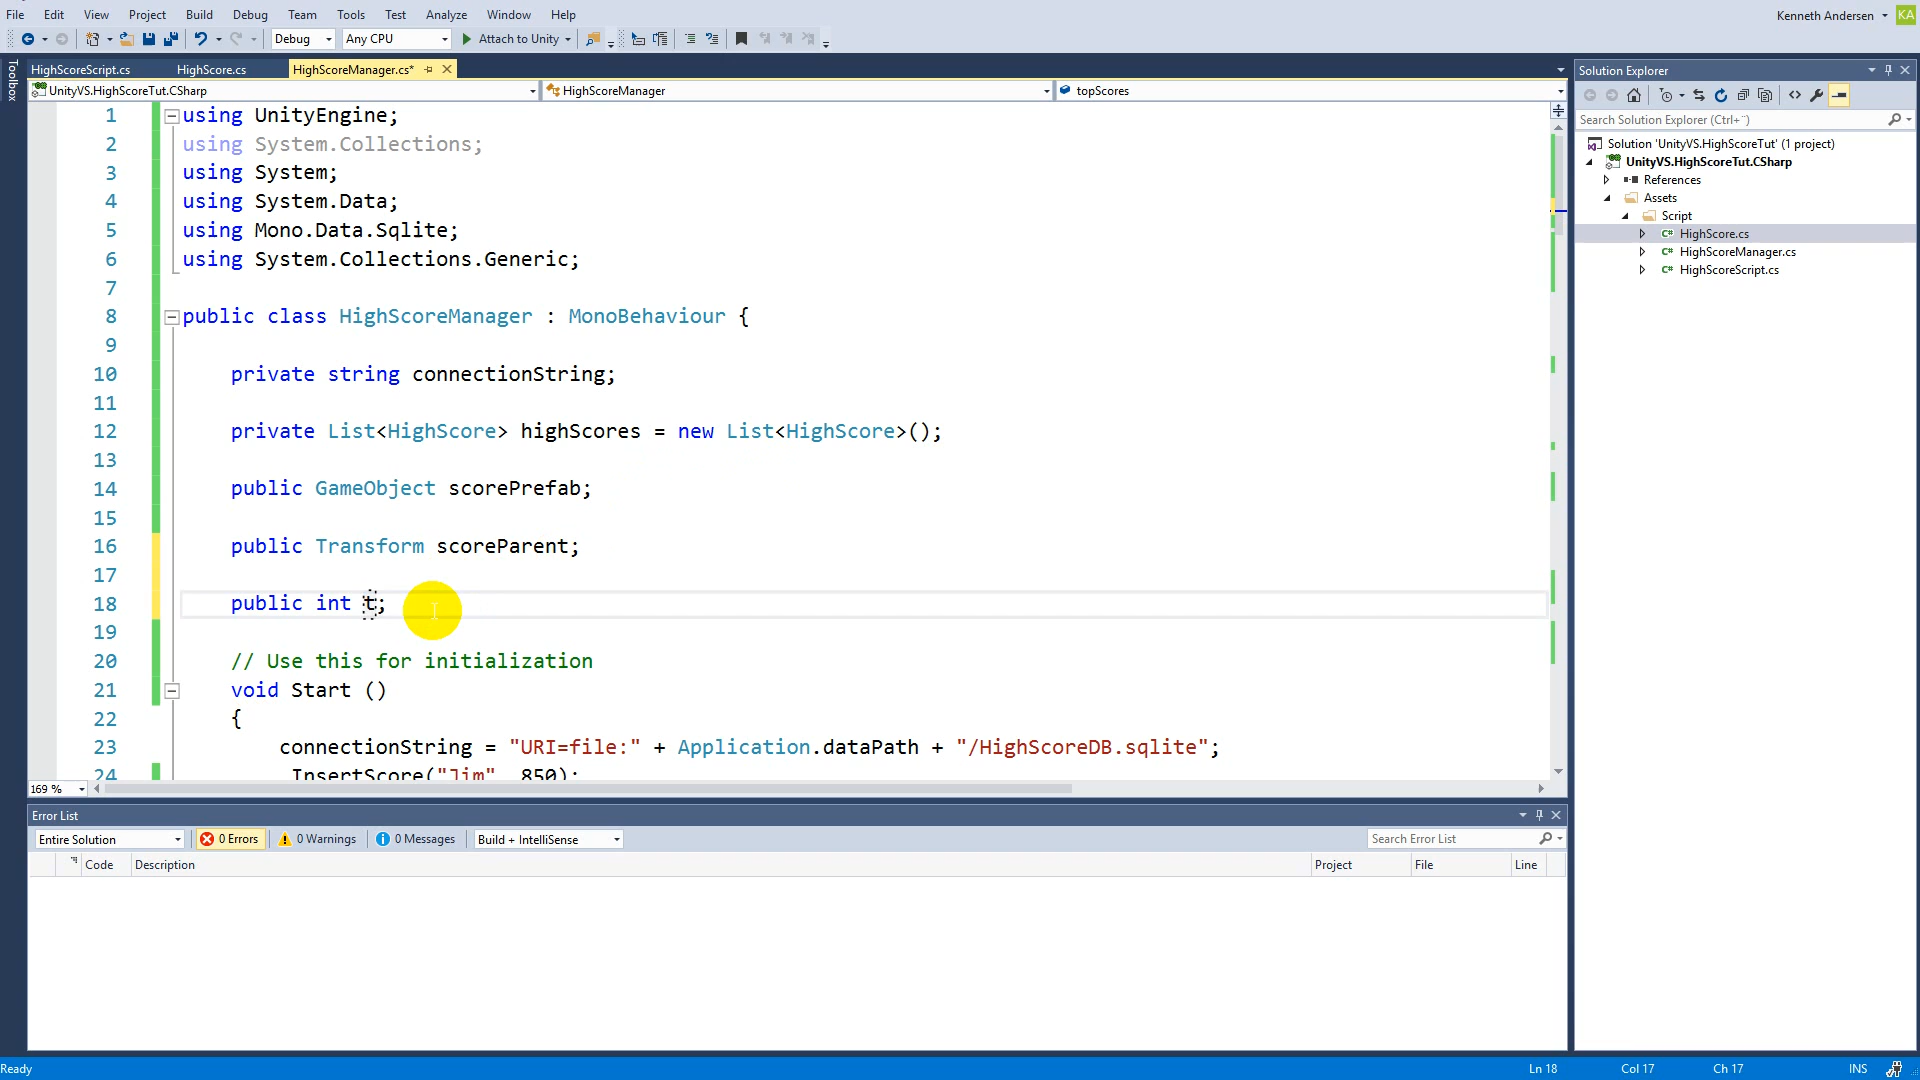 File Edit View Project Build Debug Team Tools Test Analyze Window Help
Kenneth Andersen KA
Debug Any CPU Attach to Unity
Toolbox
HighScoreScript.cs HighScore.cs HighScoreManager.cs*
UnityVS.HighScoreTut.CSharp HighScoreManager topScores
1 using UnityEngine;
2 using System.Collections;
3 using System;
4 using System.Data;
5 using Mono.Data.Sqlite;
6 using System.Collections.Generic;
7
8 public class HighScoreManager : MonoBehaviour {
9
10 private string connectionString;
11
12 private List<HighScore> highScores = new List<HighScore>();
13
14 public GameObject scorePrefab;
15
16 public Transform scoreParent;
17
18 public int t;
19
20 // Use this for initialization
21 void Start ()
22 {
23 connectionString = "URI=file:" + Application.dataPath + "/HighScoreDB.sqlite";
24 InsertScore("Jim", 850);
169 %
Solution Explorer
Search Solution Explorer (Ctrl+¨)
Solution 'UnityVS.HighScoreTut' (1 project)
UnityVS.HighScoreTut.CSharp
References
Assets
Script
C# HighScore.cs
C# HighScoreManager.cs
C# HighScoreScript.cs
Error List
Entire Solution 0 Errors 0 Warnings 0 Messages Build + IntelliSense Search Error List
Code Description Project File Line
Ready Ln 18 Col 17 Ch 17 INS